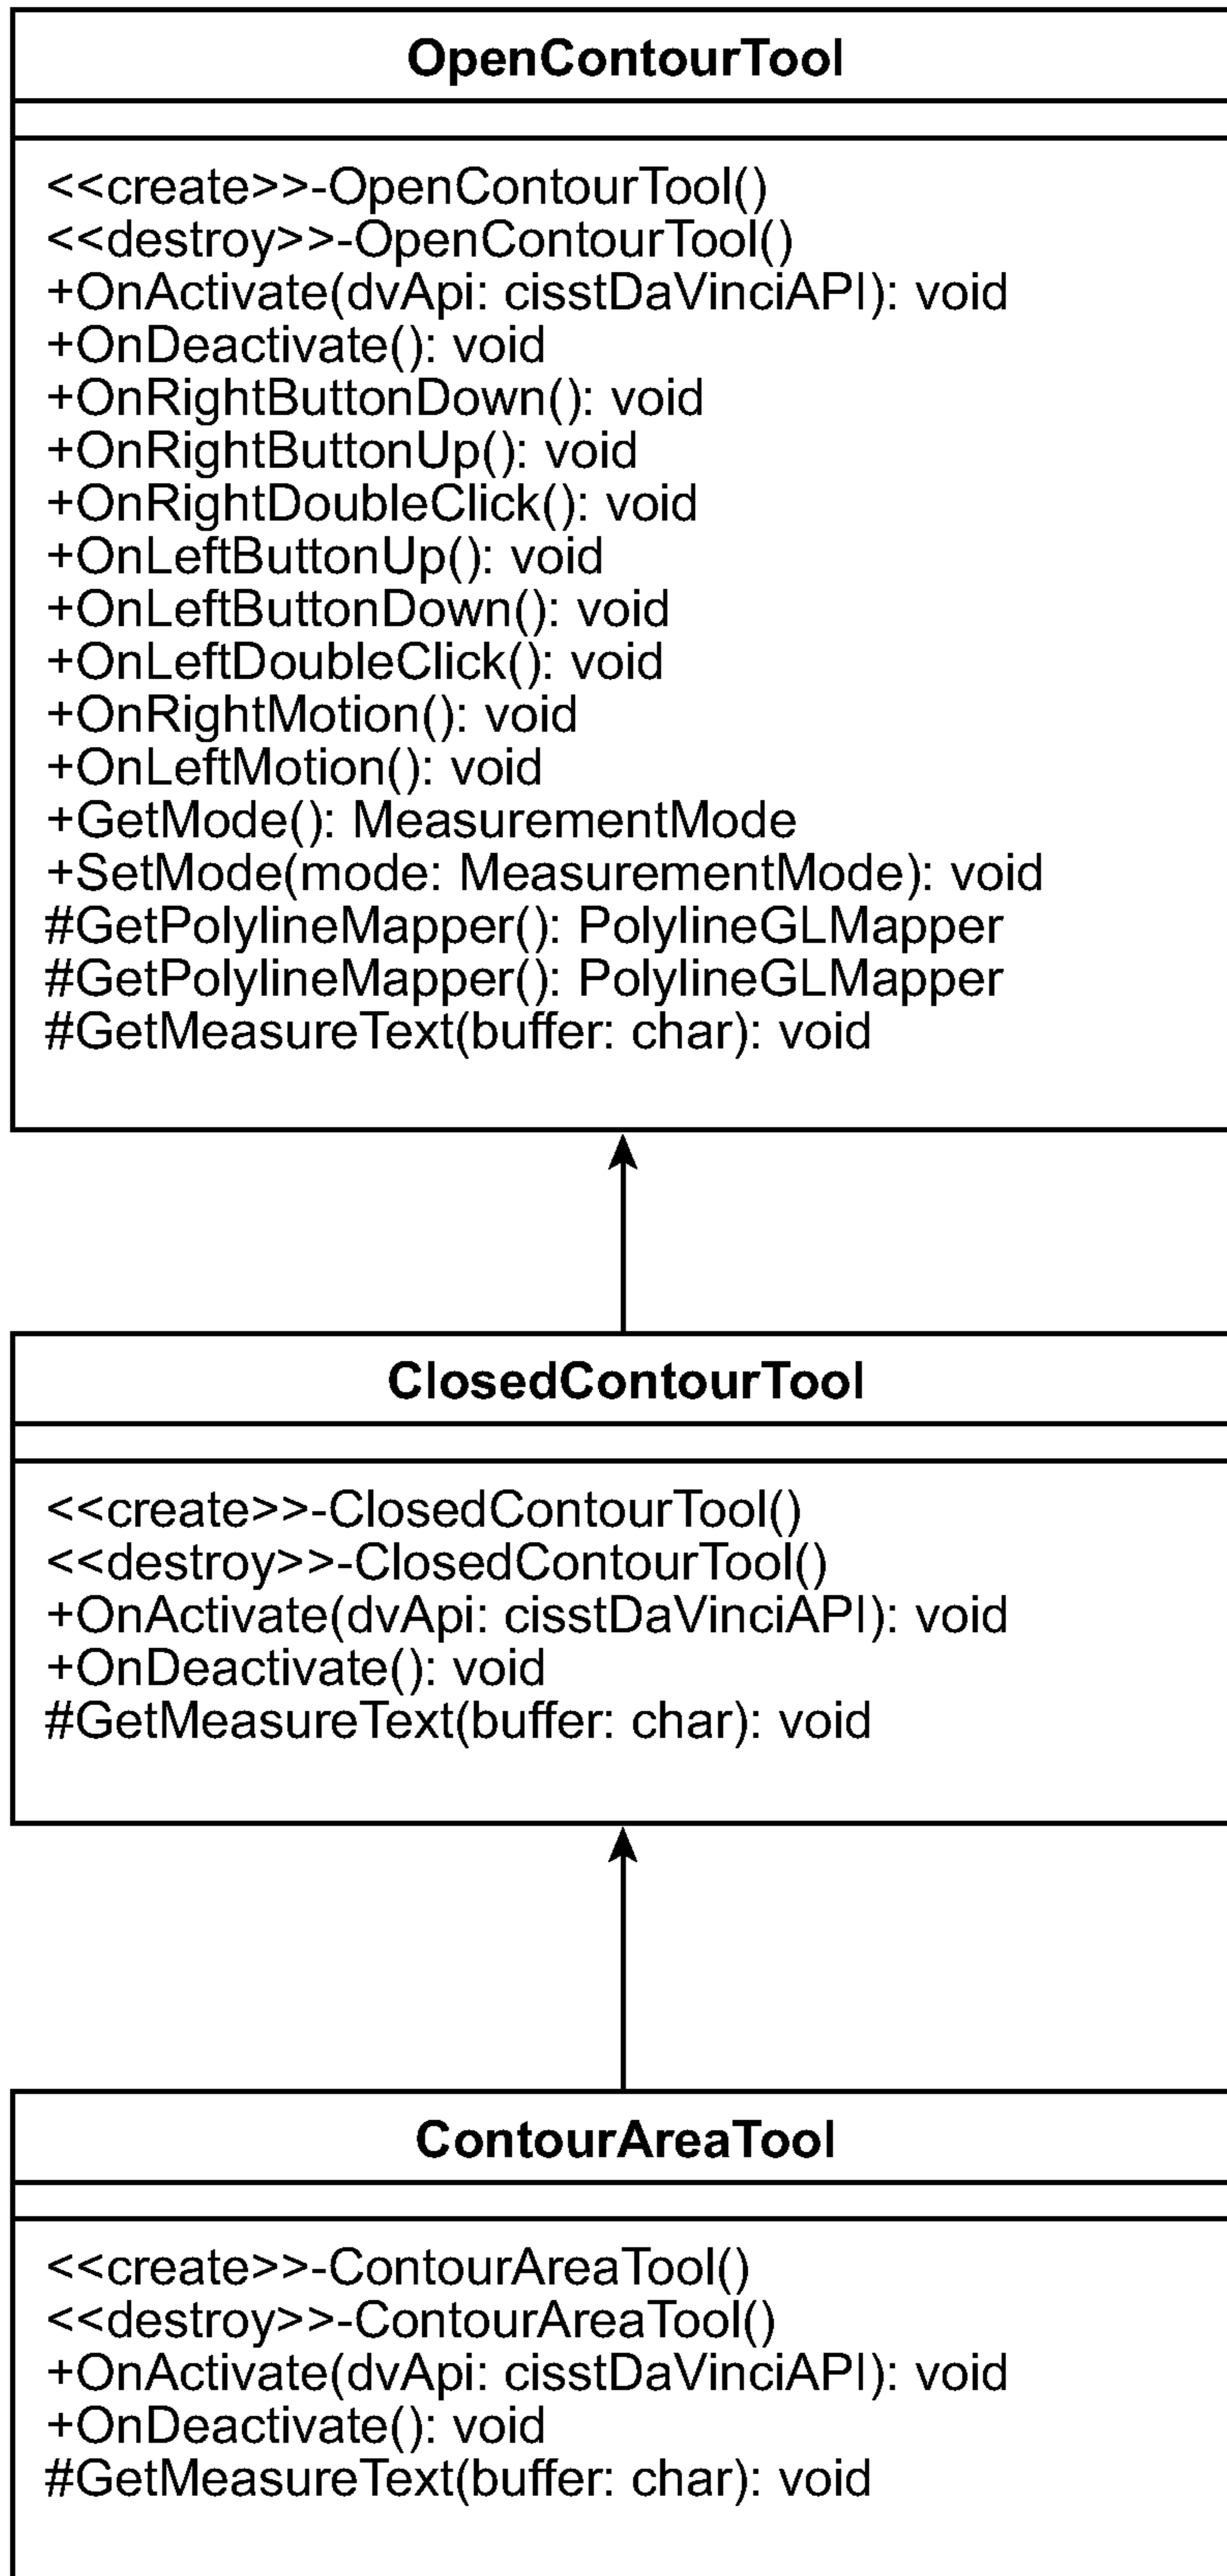 OpenContourTool
<<create>>-OpenContourTool()
<<destroy>>-OpenContourTool()
+OnActivate(dvApi: cisstDaVinciAPI): void
+OnDeactivate(): void
+OnRightButtonDown(): void
+OnRightButtonUp(): void
+OnRightDoubleClick(): void
+OnLeftButtonUp(): void
+OnLeftButtonDown(): void
+OnLeftDoubleClick(): void
+OnRightMotion(): void
+OnLeftMotion(): void
+GetMode(): MeasurementMode
+SetMode(mode: MeasurementMode): void
#GetPolylineMapper(): PolylineGLMapper
#GetPolylineMapper(): PolylineGLMapper
#GetMeasureText(buffer: char): void
ClosedContourTool
<<create>>-ClosedContourTool()
<<destroy>>-ClosedContourTool()
+OnActivate(dvApi: cisstDaVinciAPI): void
+OnDeactivate(): void
#GetMeasureText(buffer: char): void
ContourAreaTool
<<create>>-ContourAreaTool()
<<destroy>>-ContourAreaTool()
+OnActivate(dvApi: cisstDaVinciAPI): void
+OnDeactivate(): void
#GetMeasureText(buffer: char): void